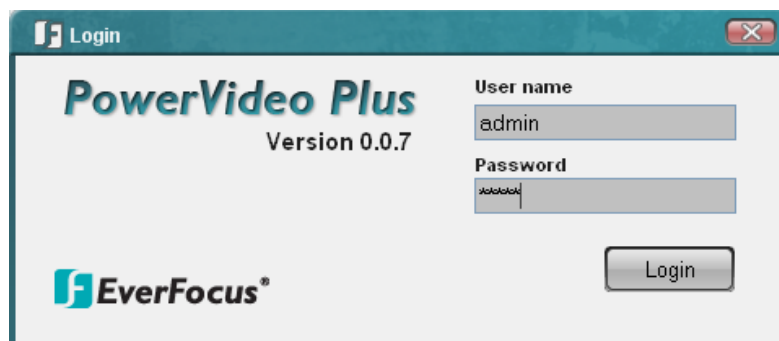 Login
PowerVideo Plus
Version 0.0.7
User name
admin
Password
*****
Login
EverFocus®